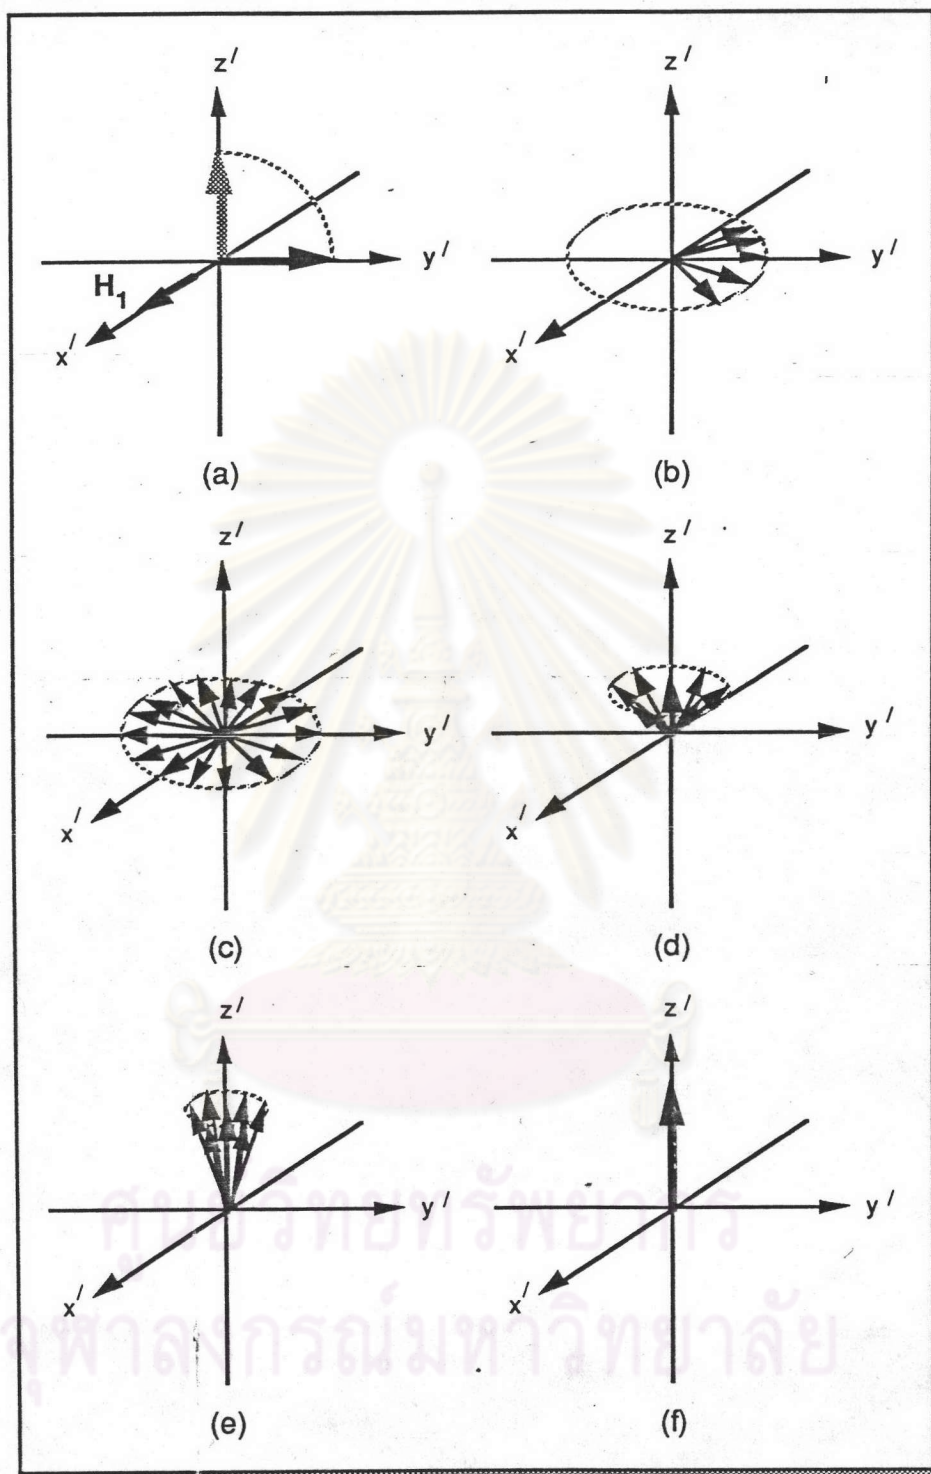 z′
z′
y′
y′
H₁
x′
x′
(a)
(b)
z′
z′
y′
y′
x′
x′
(c)
(d)
z′
z′
y′
y′
x′
x′
(e)
(f)
ศูนย์วิทยทรัพยากร
จุฬาลงกรณ์มหาวิทยาลัย